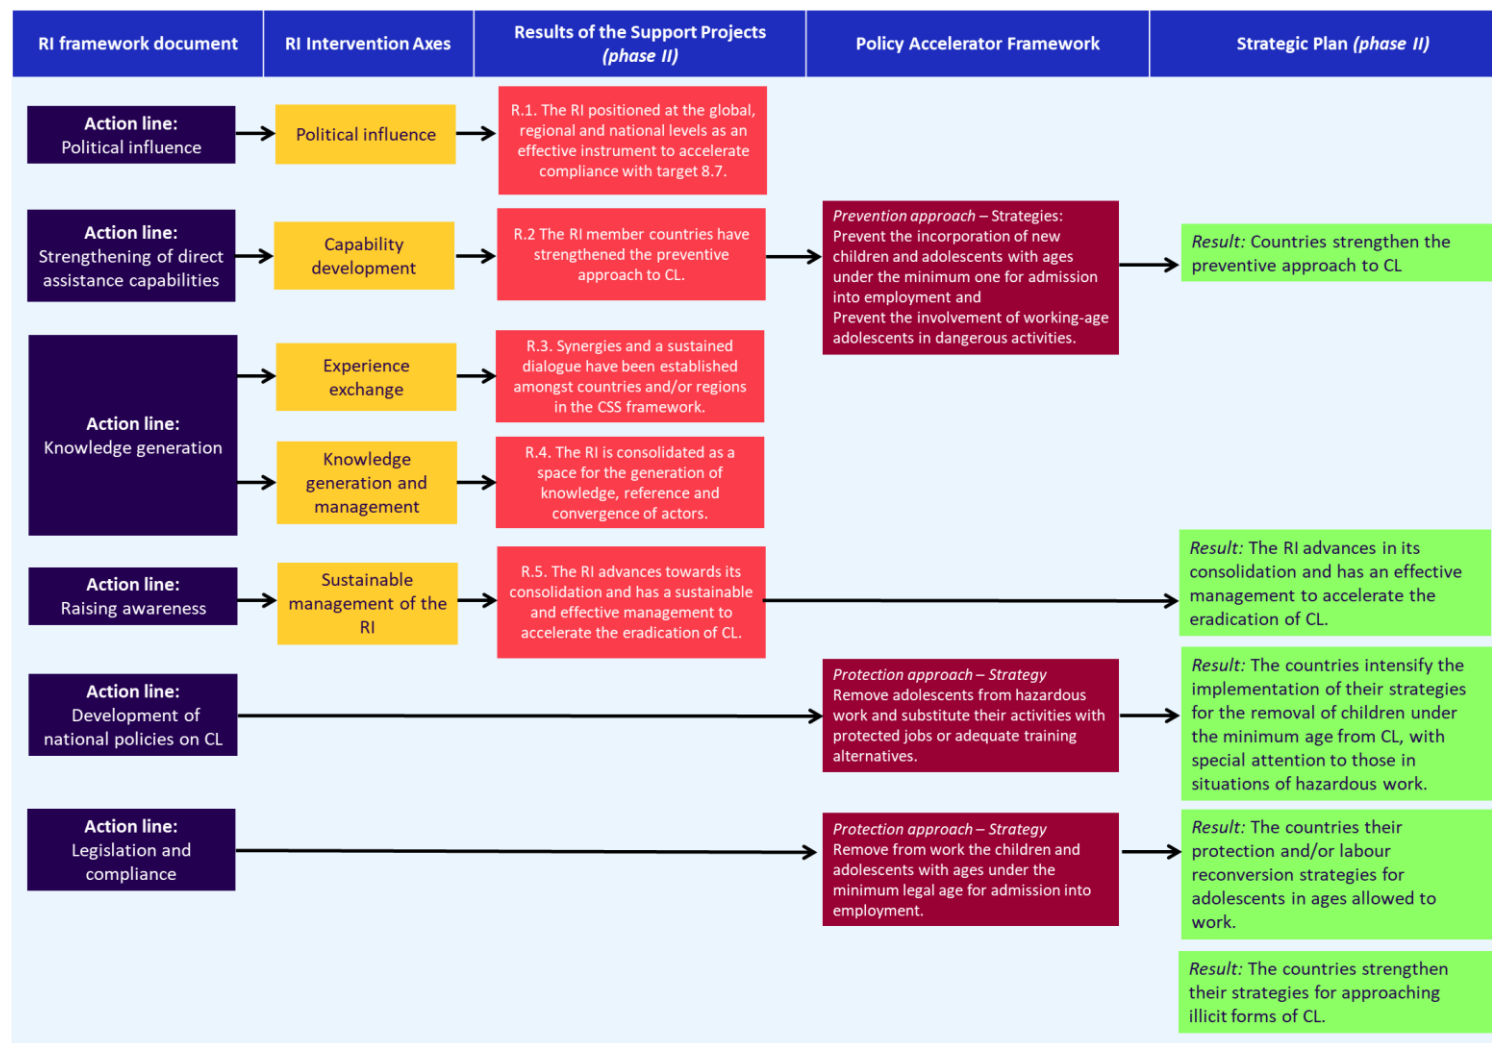 RI framework document
RI Intervention Axes
Results of the Support Projects
(phase II)
Policy Accelerator Framework
Strategic Plan (phase II)
Action line:
Political influence
Political influence
R.1. The RI positioned at the global,
regional and national levels as an
effective instrument to accelerate
compliance with target 8.7.
Action line:
Strengthening of direct
assistance capabilities
Capability
development
R.2 The RI member countries have
strengthened the preventive
approach to CL.
Prevention approach – Strategies:
Prevent the incorporation of new
children and adolescents with ages
under the minimum one for admission
into employment and
Prevent the involvement of working-age
adolescents in dangerous activities.
Result: Countries strengthen the
preventive approach to CL
Action line:
Knowledge generation
Experience
exchange
R.3. Synergies and a sustained
dialogue have been established
amongst countries and/or regions
in the CSS framework.
Knowledge
generation and
management
R.4. The RI is consolidated as a
space for the generation of
knowledge, reference and
convergence of actors.
Action line:
Raising awareness
Sustainable
management of the
RI
R.5. The RI advances towards its
consolidation and has a sustainable
and effective management to
accelerate the eradication of CL.
Result: The RI advances in its
consolidation and has an effective
management to accelerate the
eradication of CL.
Action line:
Development of
national policies on CL
Protection approach – Strategy
Remove adolescents from hazardous
work and substitute their activities with
protected jobs or adequate training
alternatives.
Result: The countries intensify the
implementation of their strategies
for the removal of children under
the minimum age from CL, with
special attention to those in
situations of hazardous work.
Action line:
Legislation and
compliance
Protection approach – Strategy
Remove from work the children and
adolescents with ages under the
minimum legal age for admission into
employment.
Result: The countries their
protection and/or labour
reconversion strategies for
adolescents in ages allowed to
work.
Result: The countries strengthen
their strategies for approaching
illicit forms of CL.